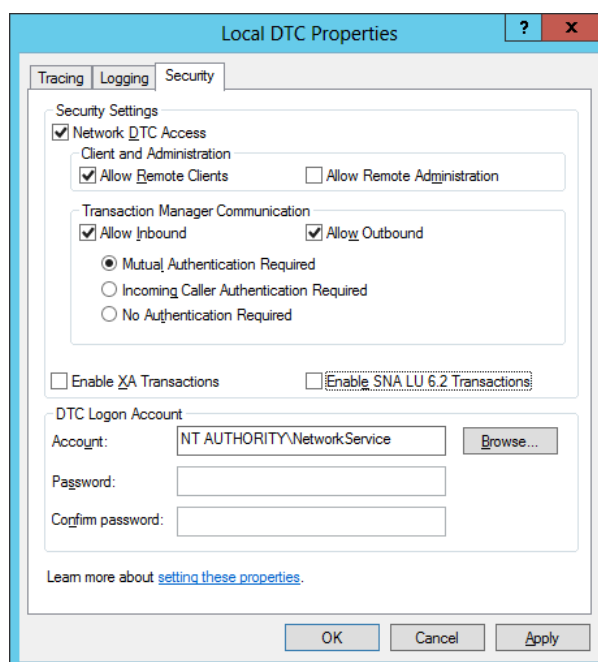 Local DTC Properties
? x
Tracing Logging Security
Security Settings
Network DTC Access
Client and Administration
Allow Remote Clients Allow Remote Administration
Transaction Manager Communication
Allow Inbound Allow Outbound
Mutual Authentication Required
Incoming Caller Authentication Required
No Authentication Required
Enable XA Transactions Enable SNA LU 6.2 Transactions
DTC Logon Account
Account: NT AUTHORITY\NetworkService Browse...
Password:
Confirm password:
Learn more about setting these properties.
OK Cancel Apply